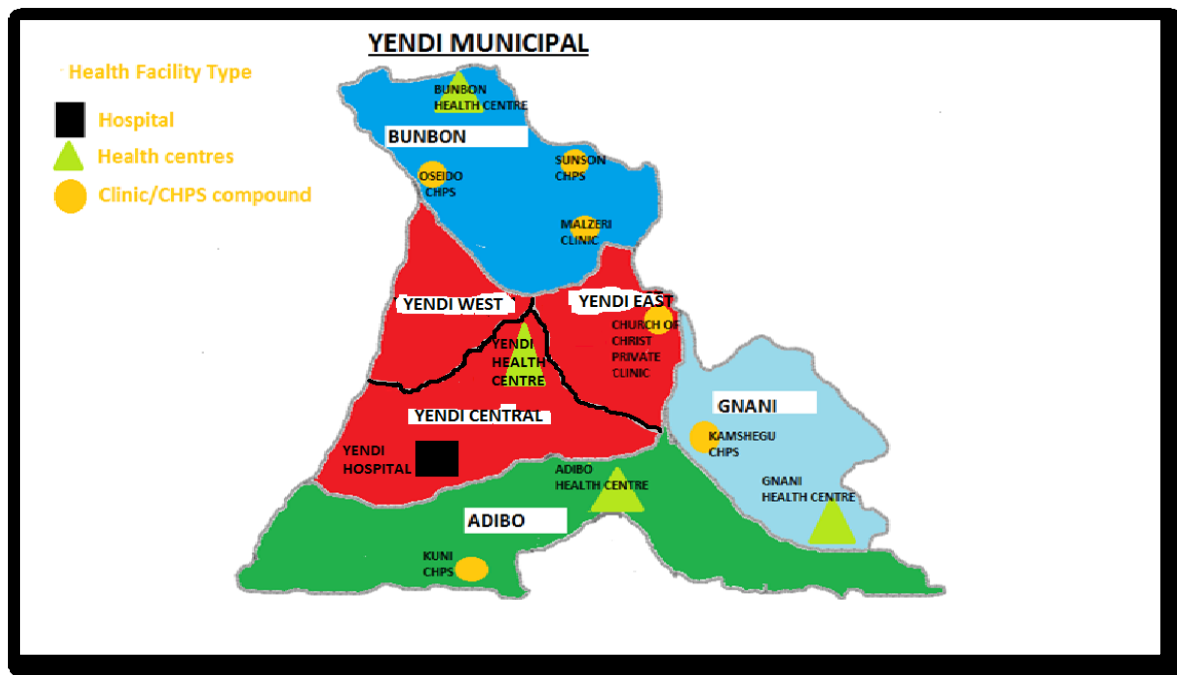 YENDI MUNICIPAL
Health Facility Type
Hospital
Health centres
Clinic/CHPS compound
BUNBON
HEALTH CENTRE
BUNBON
OSEIDO
CHPS
SUNSON
CHPS
MALZERI
CLINIC
YENDI WEST
YENDI EAST
CHURCH OF
CHRIST
PRIVATE
CLINIC
YENDI
HEALTH
CENTRE
YENDI CENTRAL
GNANI
KAMSHEGU
CHPS
YENDI
HOSPITAL
ADIBO
HEALTH CENTRE
GNANI
HEALTH CENTRE
ADIBO
KUNI
CHPS